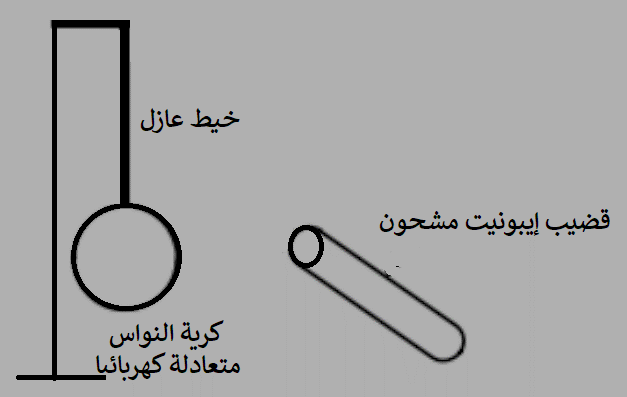 خيط عازل
قضيب إيبونيت مشحون
كرية النواس
متعادلة كهربائيا